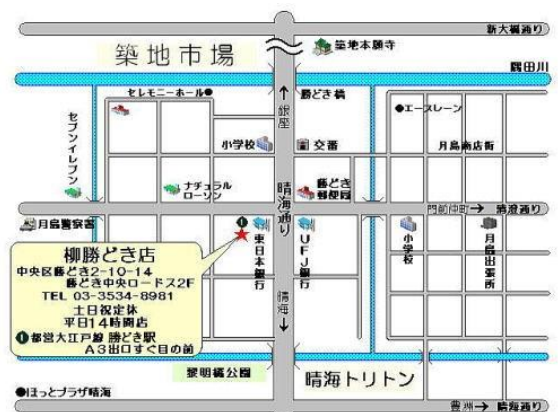 新大橋通り
築地市場
築地本願寺
隅田川
セレモニーホール
勝どき橋
↑銀座
エースレーン
セブンイレブン
小学校
交番
月島商店街
ナチュラル
ローソン
勝どき
郵便局
晴海通り
門前仲町→
清澄通り
月島警察署
東日本銀行
UFJ銀行
小学校
月島出張所
柳勝どき店
中央区勝どき2-10-14
勝どき中央ロードス2F
TEL 03-3534-8981
土日祝定休
平日14時開店
都営大江戸線 勝どき駅
A3出口すぐ目の前
晴海↓
黎明橋公園
晴海トリトン
ほっとプラザ晴海
豊洲→
晴海通り